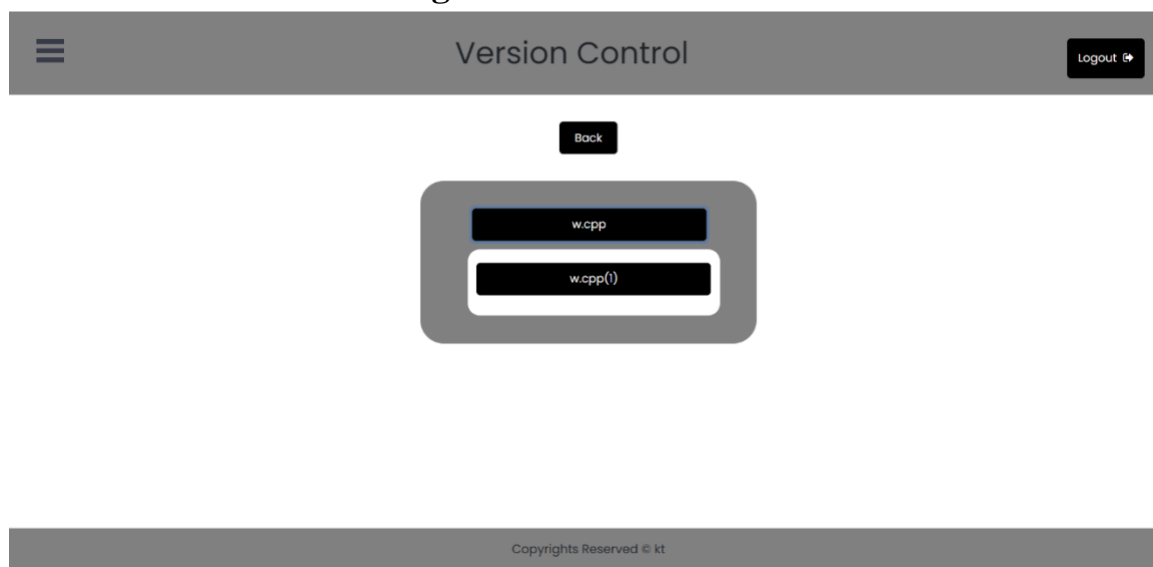 Version Control
Logout
Back
w.cpp
w.cpp(1)
Copyrights Reserved © kt